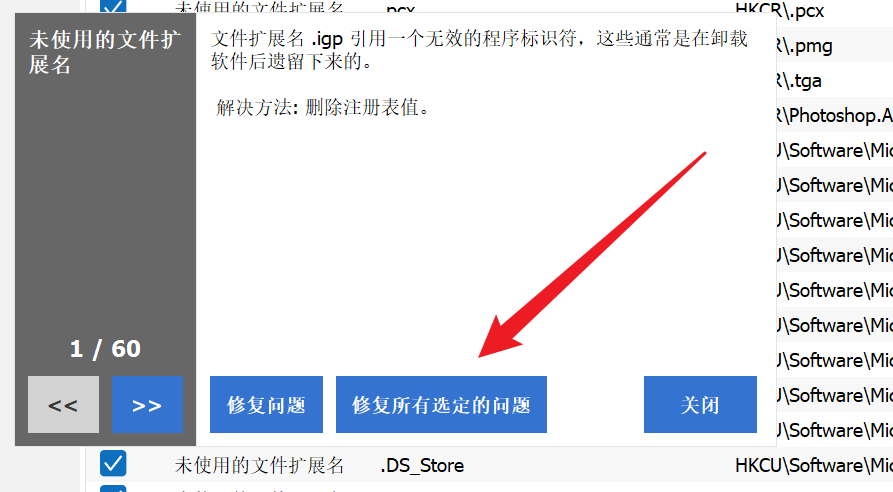 未使用的文件扩展名 .pcx HKCR\.pcx
未使用的文件扩
展名
文件扩展名 .igp 引用一个无效的程序标识符，这些通常是在卸载
软件后遗留下来的。
解决方法: 删除注册表值。
1 / 60
<<
>>
修复问题
修复所有选定的问题
关闭
R\.pmg
R\.tga
R\Photoshop.A
U\Software\Mic
U\Software\Mic
U\Software\Mic
U\Software\Mic
U\Software\Mic
U\Software\Mic
U\Software\Mic
U\Software\Mic
U\Software\Mic
未使用的文件扩展名 .DS_Store HKCU\Software\Mic